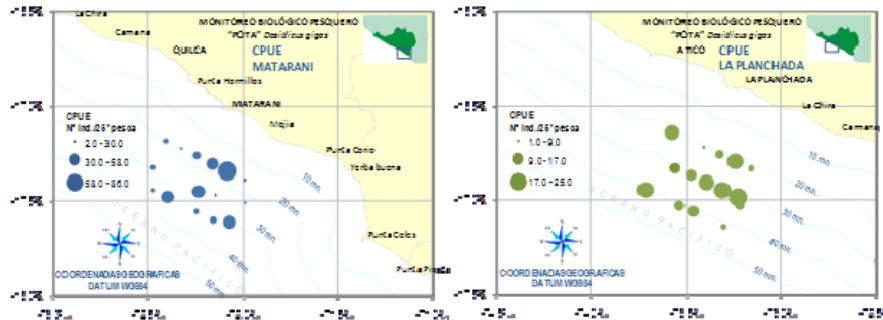 La Chira
MONITOREO BIOLÓGICO PESQUERO
"POTA" Dosidicus gigas
Camana
QUILCA
CPUE
MATARANI
Punta Hornillos
MATARANI
Mejia
Punta Corio
Yerba buena
Punta Coles
CPUE
N° Ind./25' pesca
2.0 - 30.0
30.0 - 58.0
58.0 - 86.0
10 mn.
20 mn.
30 mn.
40 mn.
50 mn.
OCEANO PACIFICO
COORDENADAS GEOGRAFICAS
DATUM WGS84
MONITOREO BIOLÓGICO PESQUERO
"POTA" Dosidicus gigas
ATICO
CPUE
LA PLANCHADA
LA PLANCHADA
La Chira
Camana
CPUE
N° Ind./25' pesca
1.0 - 9.0
9.0 - 17.0
17.0 - 25.0
10 mn.
20 mn.
30 mn.
40 mn.
50 mn.
OCEANO PACIFICO
COORDENADAS GEOGRAFICAS
DATUM WGS84